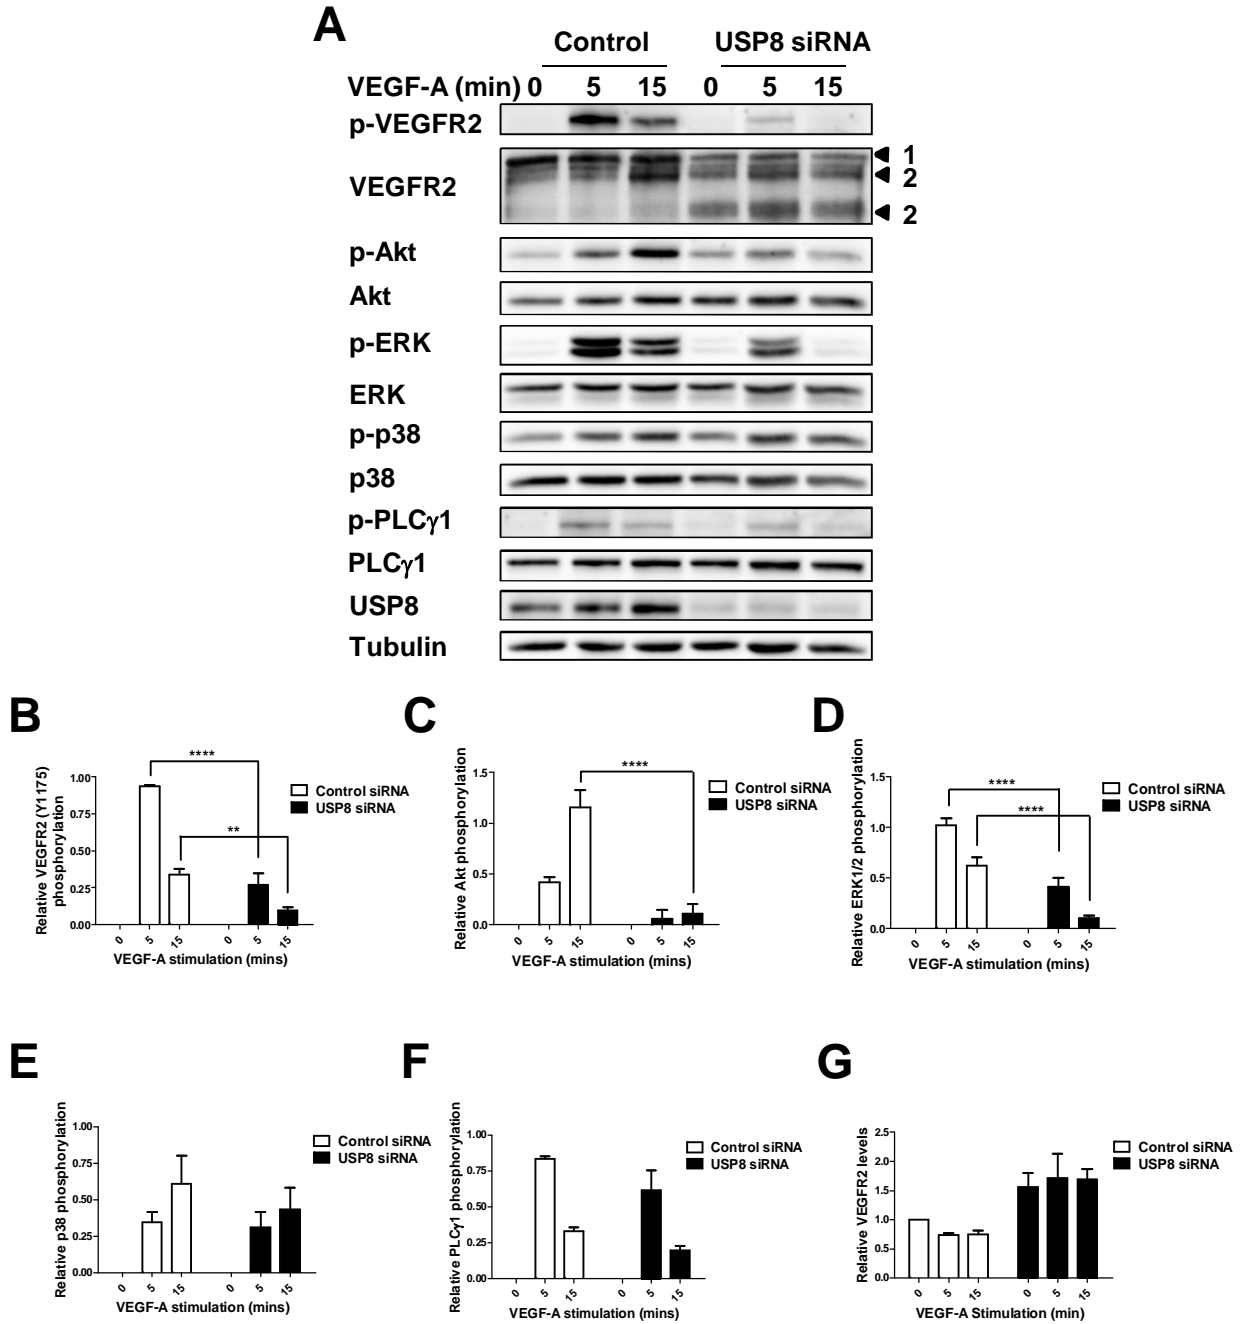 A
Control USP8 siRNA
VEGF-A (min) 0 5 15 0 5 15
p-VEGFR2
VEGFR2
1
2
2
p-Akt
Akt
p-ERK
ERK
p-p38
p38
p-PLCγ1
PLCγ1
USP8
Tubulin
B
Relative VEGFR2 (Y1175)
phosphorylation
1.00
0.75
0.50
0.25
0.00
****
**
0 5 15 0 5 15
VEGF-A stimulation (mins)
Control siRNA
USP8 siRNA
C
Relative Akt phosphorylation
1.5
1.0
0.5
0.0
****
0 5 15 0 5 15
VEGF-A stimulation (mins)
Control siRNA
USP8 siRNA
D
Relative ERK1/2 phosphorylation
1.5
1.0
0.5
0.0
****
****
0 5 15 0 5 15
VEGF-A stimulation (mins)
Control siRNA
USP8 siRNA
E
Relative p38 phosphorylation
1.00
0.75
0.50
0.25
0.00
0 5 15 0 5 15
VEGF-A stimulation (mins)
Control siRNA
USP8 siRNA
F
Relative PLCγ1 phosphorylation
1.00
0.75
0.50
0.25
0.00
0 5 15 0 5 15
VEGF-A stimulation (mins)
Control siRNA
USP8 siRNA
G
Relative VEGFR2 levels
2.5
2.0
1.5
1.0
0.5
0.0
0 5 15 0 5 15
VEGF-A Stimulation (min)
Control siRNA
USP8 siRNA